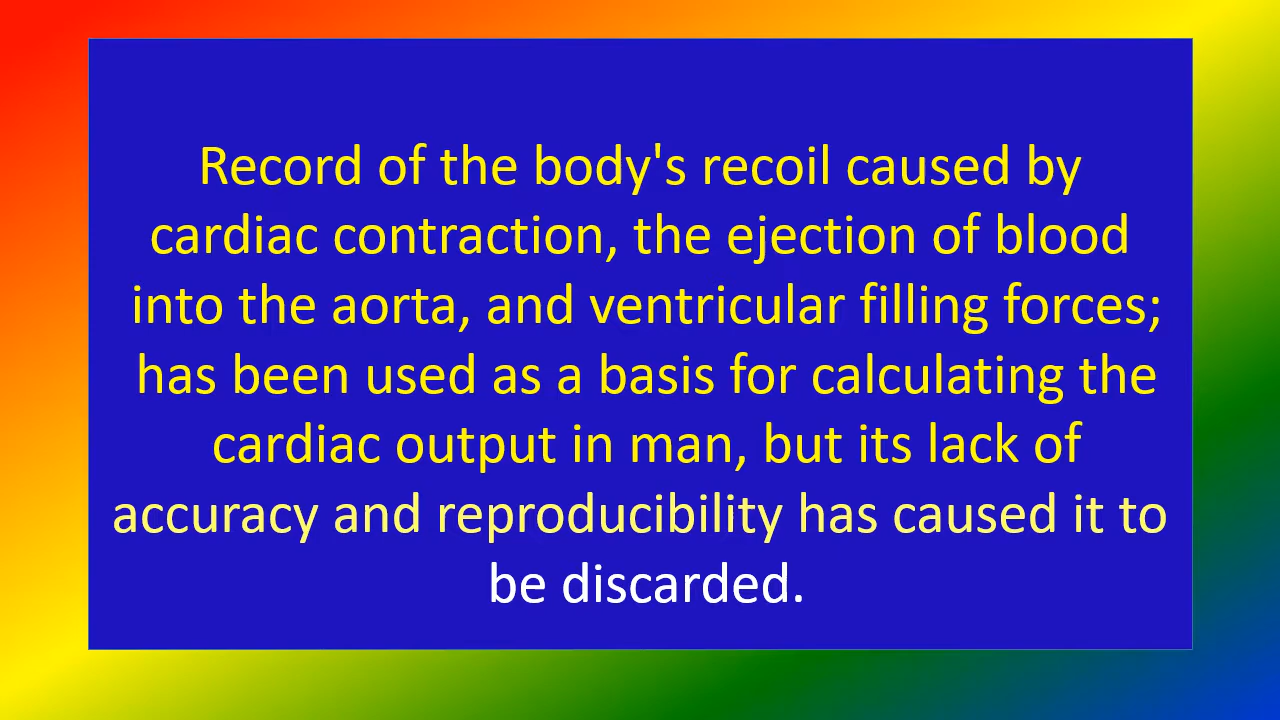 Record of the body's recoil caused by
cardiac contraction, the ejection of blood
into the aorta, and ventricular filling forces;
has been used as a basis for calculating the
cardiac output in man, but its lack of
accuracy and reproducibility has caused it to
be discarded.